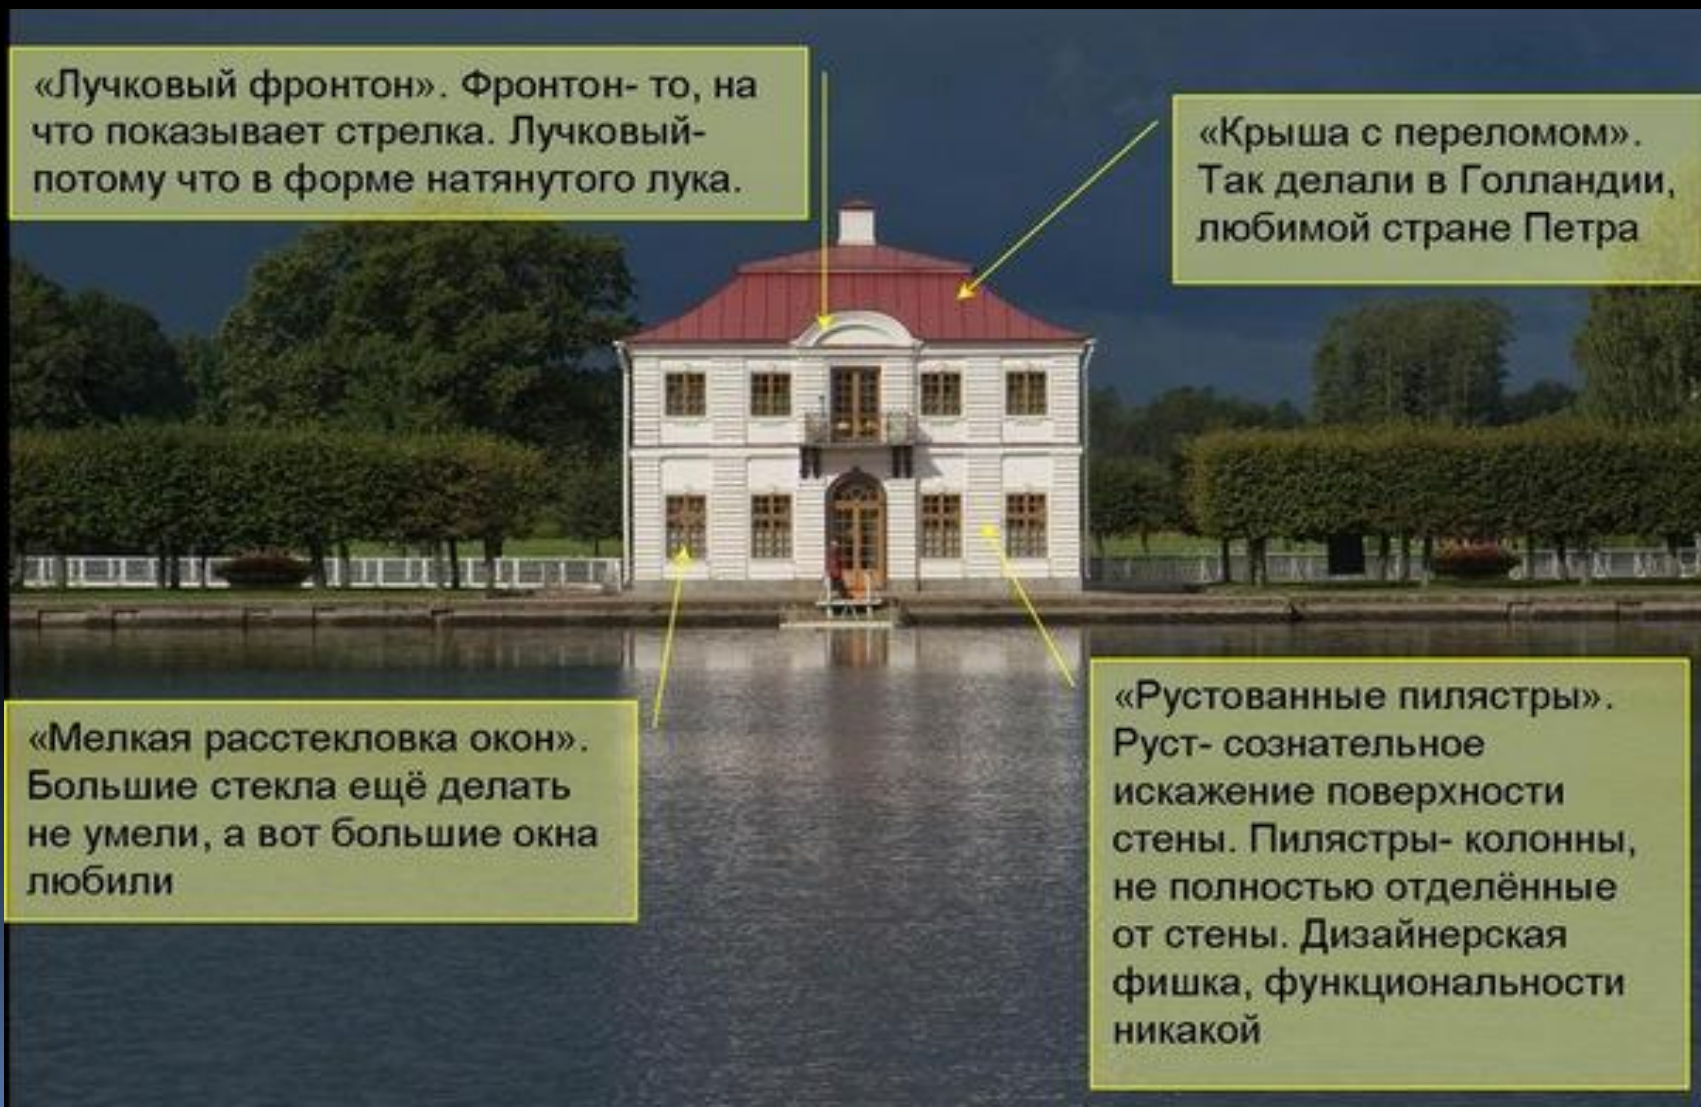 «Лучковый фронтон». Фронтон- то, на
что показывает стрелка. Лучковый-
потому что в форме натянутого лука.
«Крыша с переломом».
Так делали в Голландии,
любимой стране Петра
«Мелкая расстекловка окон».
Большие стекла ещё делать
не умели, а вот большие окна
любили
«Рустованные пилястры».
Руст- сознательное
искажение поверхности
стены. Пилястры- колонны,
не полностью отделённые
от стены. Дизайнерская
фишка, функциональности
никакой